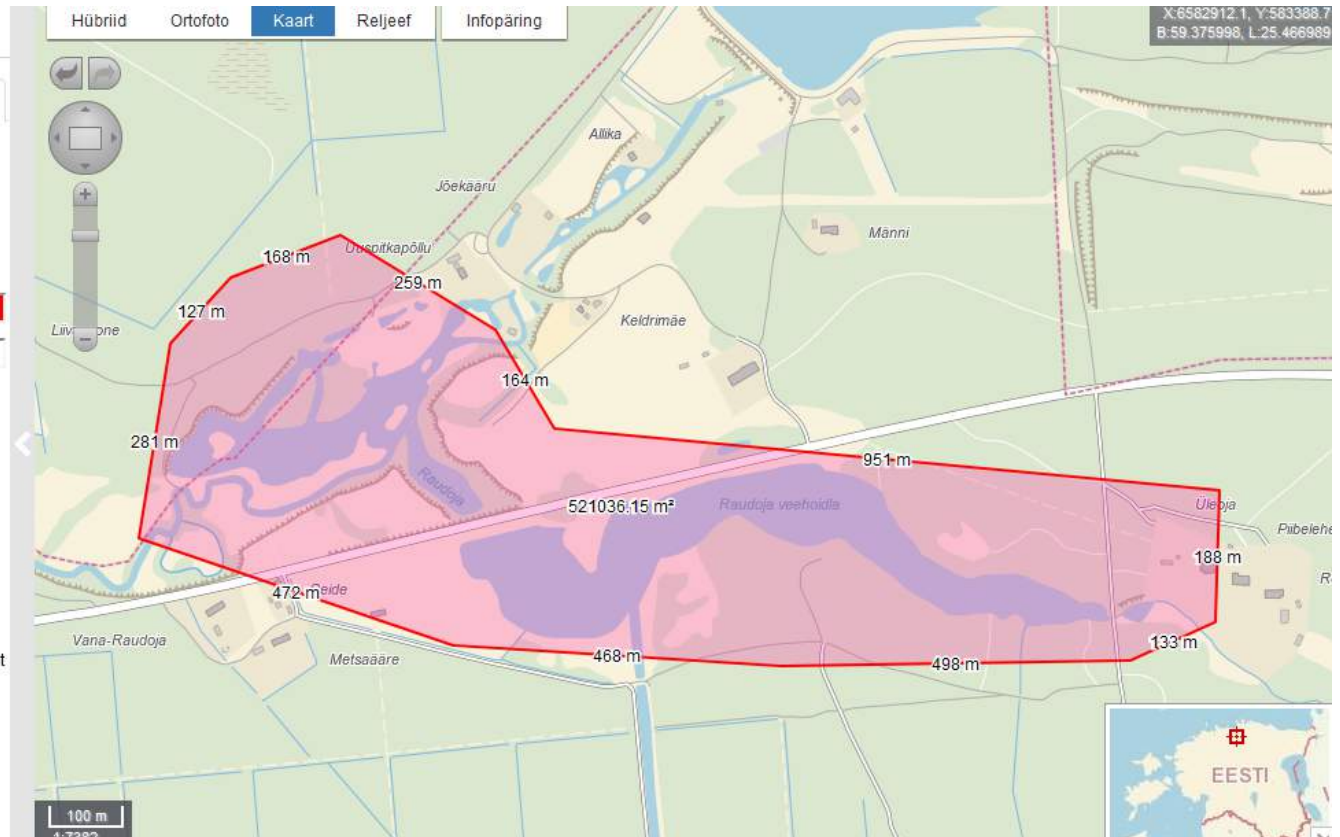 Hübriid Ortofoto Kaart Reljeef Infopäring
X:6582912.1, Y:583388.7
B:59.375998, L:25.466989
Allika
Jõekääru
Uuspitkapõllu
168 m
259 m
Männi
127 m
Keldrimäe
164 m
281 m
951 m
Raudoja
521036.15 m²
Raudoja veehoidla
Üleoja
188 m
472 m
Vana-Raudoja
Metsaääre
468 m
498 m
133 m
EESTI
100 m
1:7382